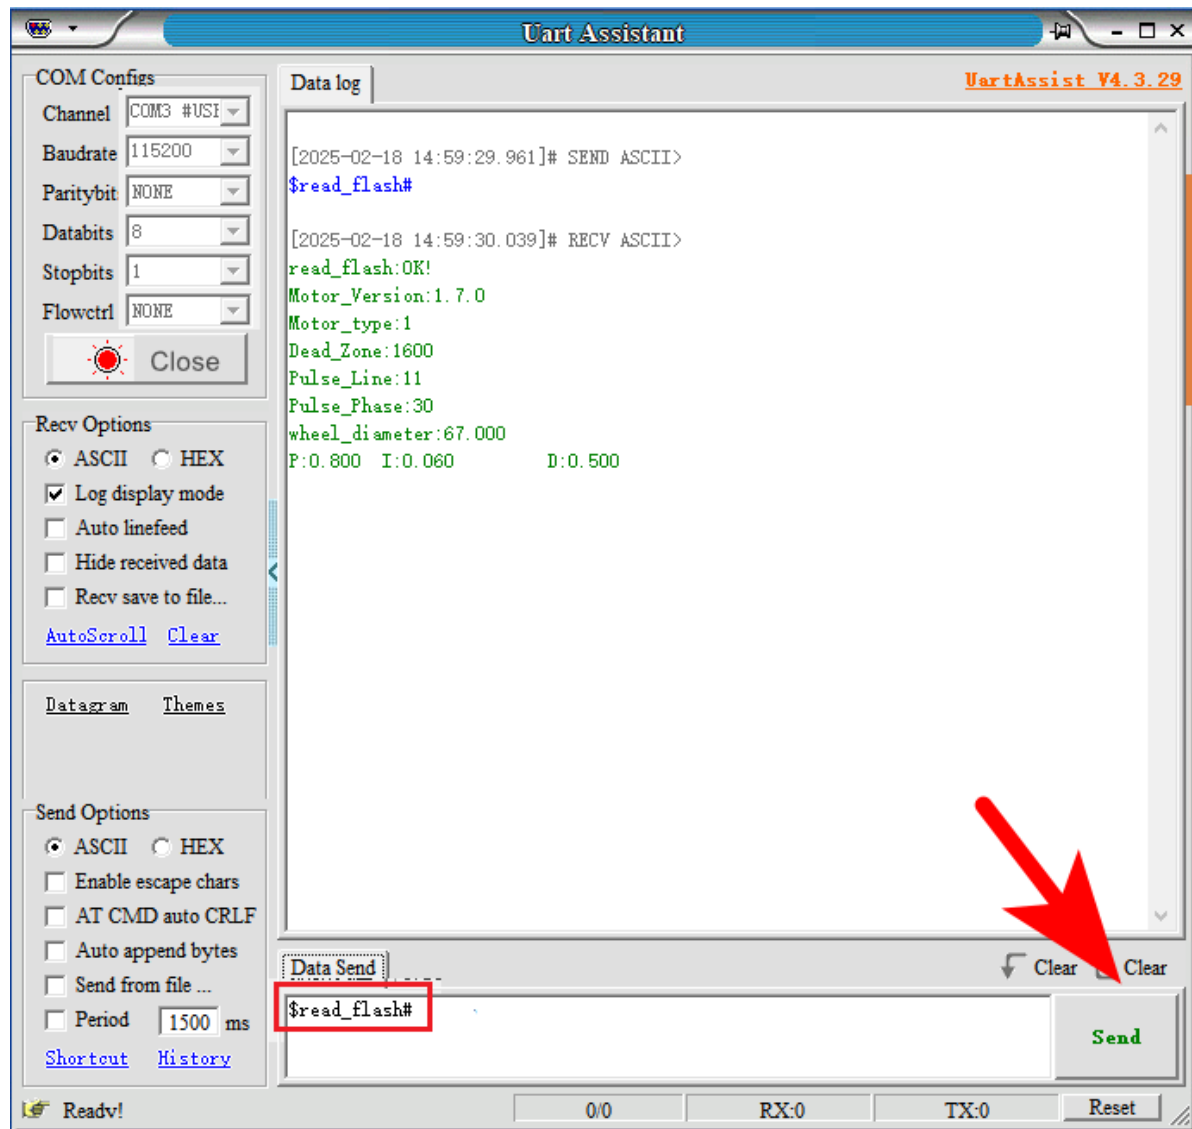 Uart Assistant
COM Configs
Channel COM3 #USI
Baudrate 115200
Paritybit: NONE
Databits 8
Stopbits 1
Flowctrl NONE
Close
Recv Options
ASCII HEX
Log display mode
Auto linefeed
Hide received data
Recv save to file...
AutoScroll Clear
Datagram Themes
Send Options
ASCII HEX
Enable escape chars
AT CMD auto CRLF
Auto append bytes
Send from file ...
Period 1500 ms
Shortcut History
Data log
UartAssist V4.3.29
[2025-02-18 14:59:29.961]# SEND ASCII>
$read_flash#
[2025-02-18 14:59:30.039]# RECV ASCII>
read_flash:OK!
Motor_Version:1.7.0
Motor_type:1
Dead_Zone:1600
Pulse_Line:11
Pulse_Phase:30
wheel_diameter:67.000
P:0.800 I:0.060 D:0.500
Data Send
Clear Clear
$read_flash#
Send
Ready!
0/0
RX:0
TX:0
Reset